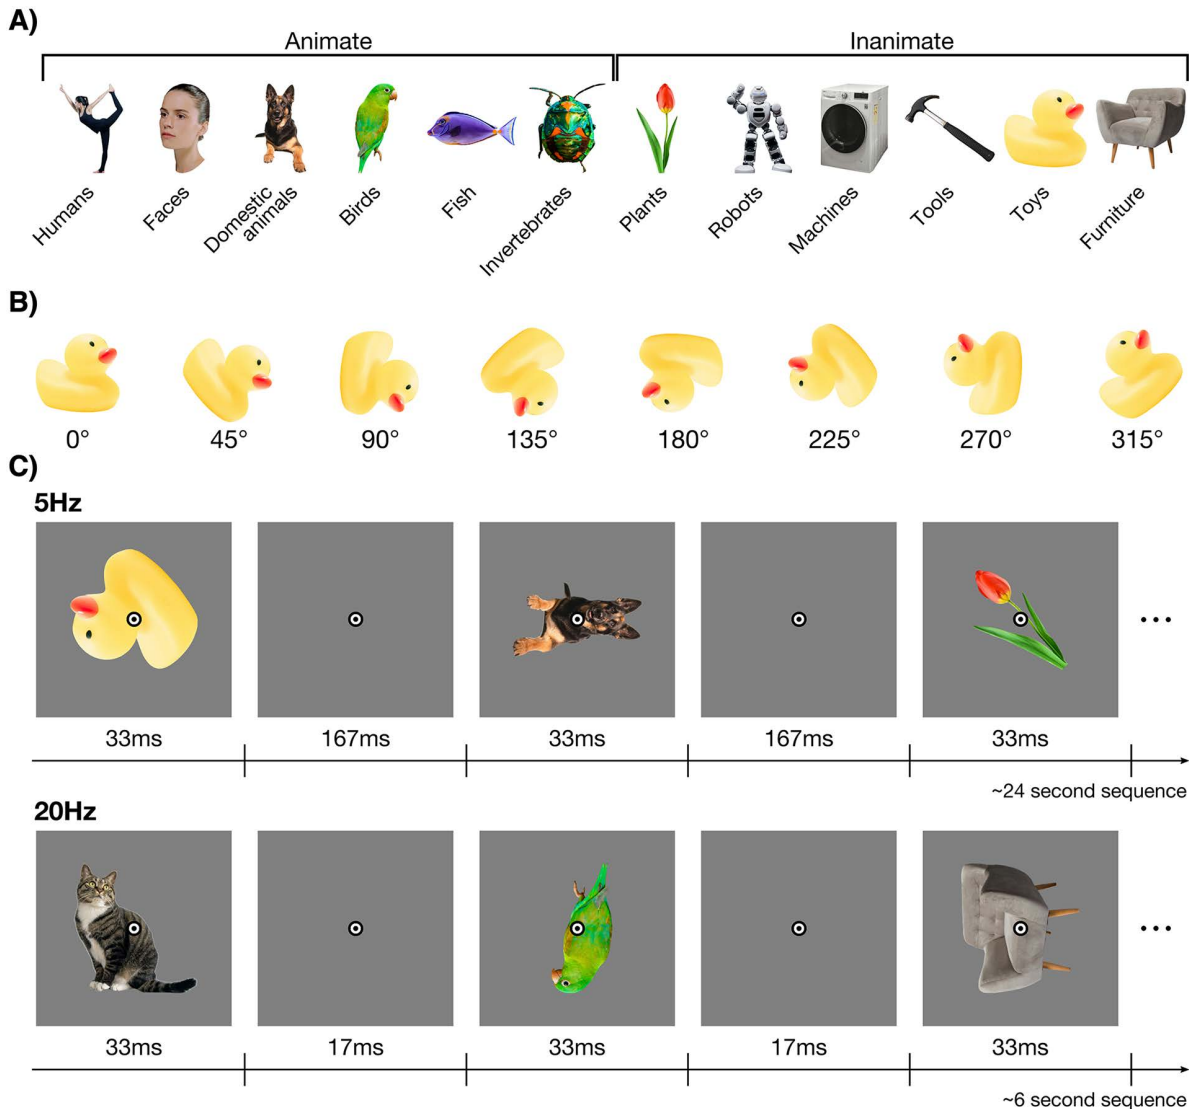 A)
Animate
Inanimate
Humans
Faces
Domestic
animals
Birds
Fish
Invertebrates
Plants
Robots
Machines
Tools
Toys
Furniture
B)
0°
45°
90°
135°
180°
225°
270°
315°
C)
5Hz
33ms
167ms
33ms
167ms
33ms
...
~24 second sequence
20Hz
33ms
17ms
33ms
17ms
33ms
...
~6 second sequence